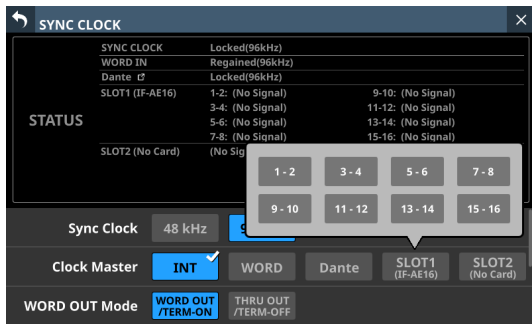 SYNC CLOCK
SYNC CLOCK Locked(96kHz)
WORD IN Regained(96kHz)
Dante Locked(96kHz)
STATUS
SLOT1 (IF-AE16) 1-2: (No Signal) 9-10: (No Signal)
3-4: (No Signal) 11-12: (No Signal)
5-6: (No Signal) 13-14: (No Signal)
7-8: (No Signal) 15-16: (No Signal)
SLOT2 (No Card) (No Sig
1 - 2 3 - 4 5 - 6 7 - 8
9 - 10 11 - 12 13 - 14 15 - 16
Sync Clock 48 kHz
Clock Master INT WORD Dante SLOT1 (IF-AE16) SLOT2 (No Card)
WORD OUT Mode WORD OUT /TERM-ON THRU OUT /TERM-OFF